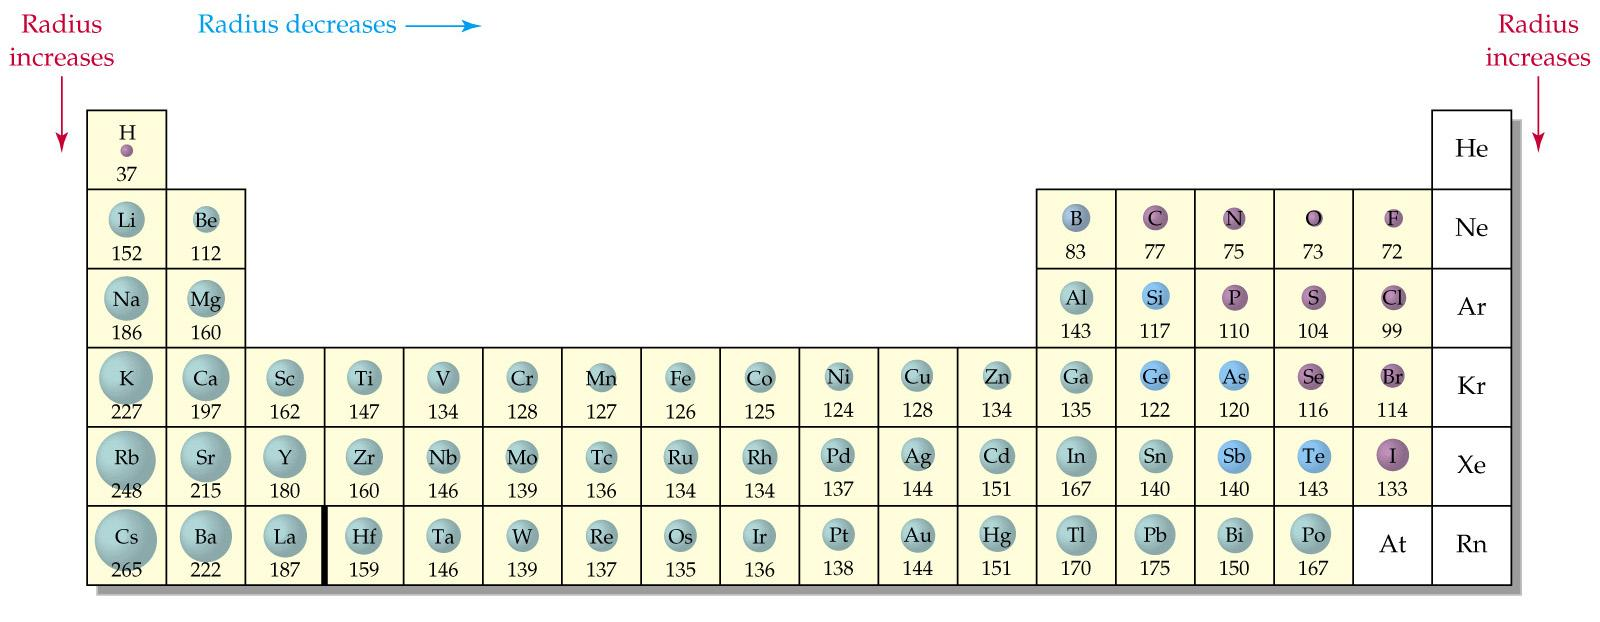 Radius increases
Radius decreases
Radius increases
H
He
37
Li Be B C N O F Ne
152 112 83 77 75 73 72
Na Mg Al Si P S Cl Ar
186 160 143 117 110 104 99
K Ca Sc Ti V Cr Mn Fe Co Ni Cu Zn Ga Ge As Se Br Kr
227 197 162 147 134 128 127 126 125 124 128 134 135 122 120 116 114
Rb Sr Y Zr Nb Mo Tc Ru Rh Pd Ag Cd In Sn Sb Te I Xe
248 215 180 160 146 139 136 134 134 137 144 151 167 140 140 143 133
Cs Ba La Hf Ta W Re Os Ir Pt Au Hg Tl Pb Bi Po At Rn
265 222 187 159 146 139 137 135 136 138 144 151 170 175 150 167